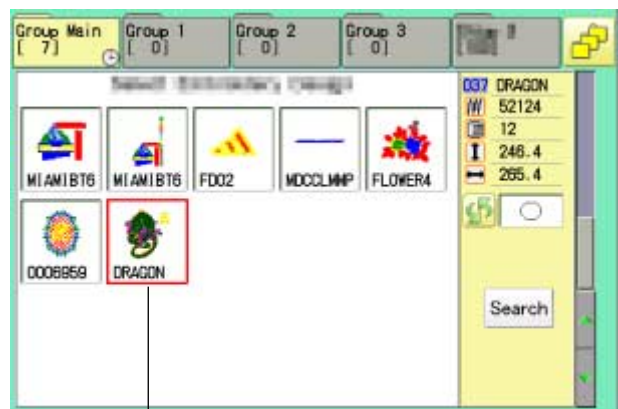 Group Main
[ 7]
Group 1
[ 0]
Group 2
[ 0]
Group 3
[ 0]
037 DRAGON
52124
12
246.4
265.4
MIAMIBT6 MIAMIBT6 FD02 MDCCLMMP FLOWER4
0006959 DRAGON
Search